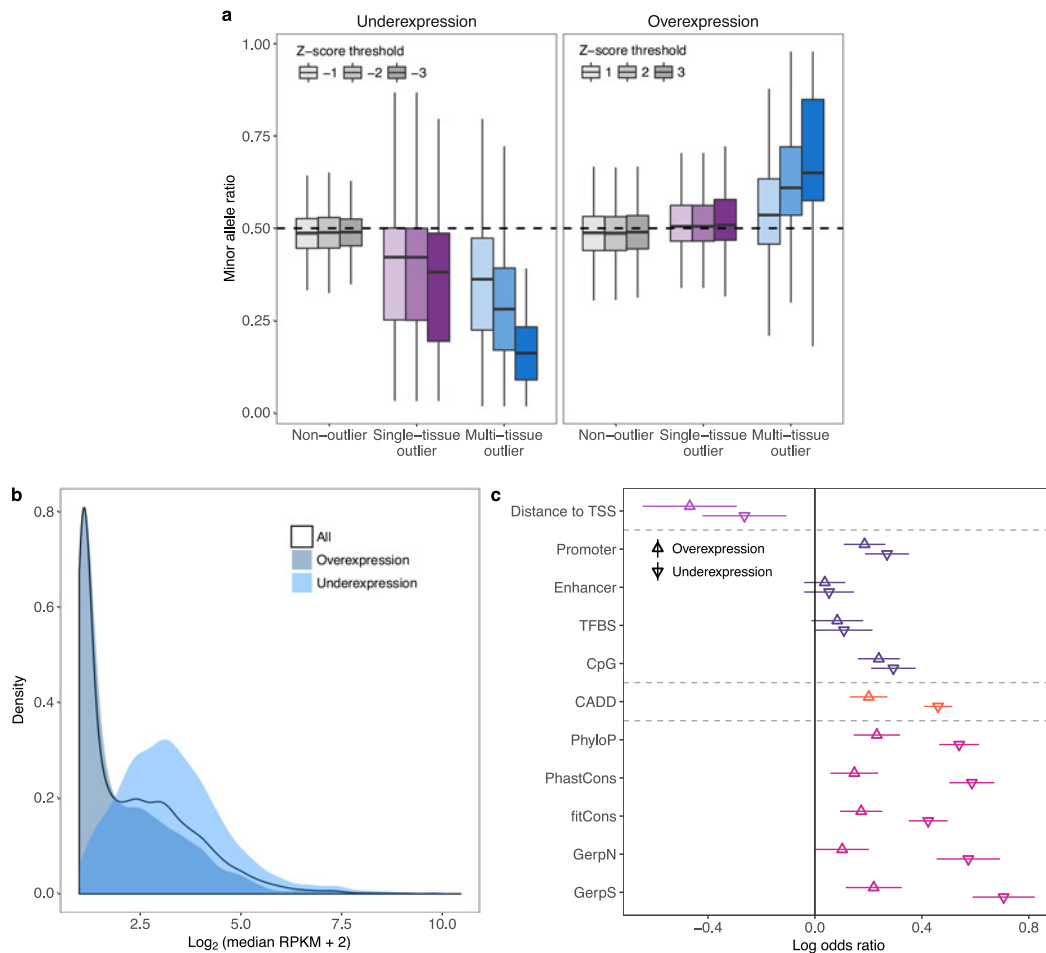 a
Underexpression
Overexpression
Z−score threshold
−1 −2 −3
Z−score threshold
1 2 3
Minor allele ratio
1.00
0.75
0.50
0.25
0.00
Non−outlier
Single−tissue
outlier
Multi−tissue
outlier
Non−outlier
Single−tissue
outlier
Multi−tissue
outlier
b
All
Overexpression
Underexpression
Density
0.8
0.6
0.4
0.2
0.0
2.5 5.0 7.5 10.0
Log₂ (median RPKM + 2)
c
Distance to TSS
Promoter
Enhancer
TFBS
CpG
CADD
PhyloP
PhastCons
fitCons
GerpN
GerpS
Overexpression
Underexpression
−0.4 0.0 0.4 0.8
Log odds ratio